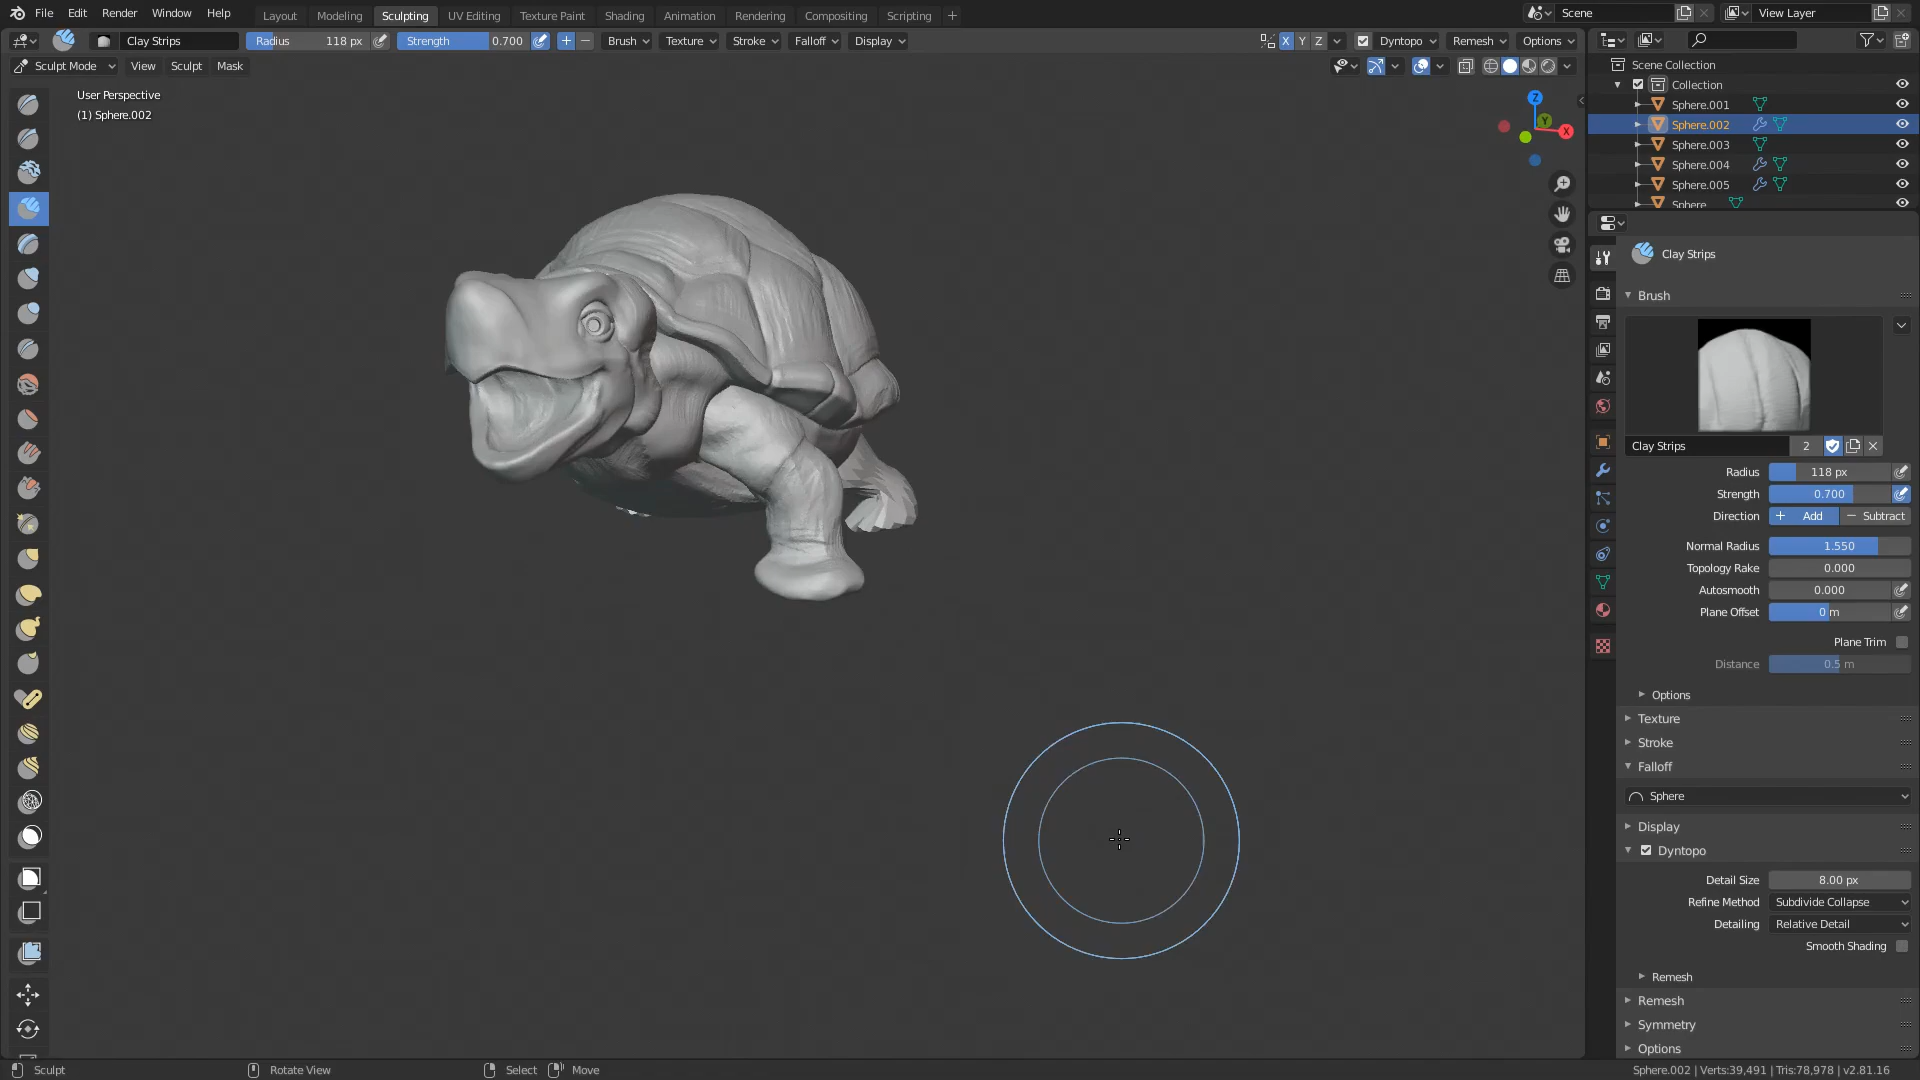 File Edit Render Window Help Layout Modeling Sculpting UV Editing Texture Paint Shading Animation Rendering Compositing Scripting + Scene View Layer
Clay Strips Radius 118 px Strength 0.700 + − Brush Texture Stroke Falloff Display X Y Z Dyntopo Remesh Options
Sculpt Mode View Sculpt Mask
User Perspective
(1) Sphere.002
Z
Y
X
Scene Collection
Collection
Sphere.001
Sphere.002
Sphere.003
Sphere.004
Sphere.005
Sphere
Clay Strips
Brush
Clay Strips 2
Radius 118 px
Strength 0.700
Direction + Add − Subtract
Normal Radius 1.550
Topology Rake 0.000
Autosmooth 0.000
Plane Offset 0 m
Plane Trim
Distance 0.5 m
Options
Texture
Stroke
Falloff
Sphere
Display
Dyntopo
Detail Size 8.00 px
Refine Method Subdivide Collapse
Detailing Relative Detail
Smooth Shading
Remesh
Remesh
Symmetry
Options
Sculpt Rotate View Select Move Sphere.002 | Verts:39,491 | Tris:78,978 | v2.81.16